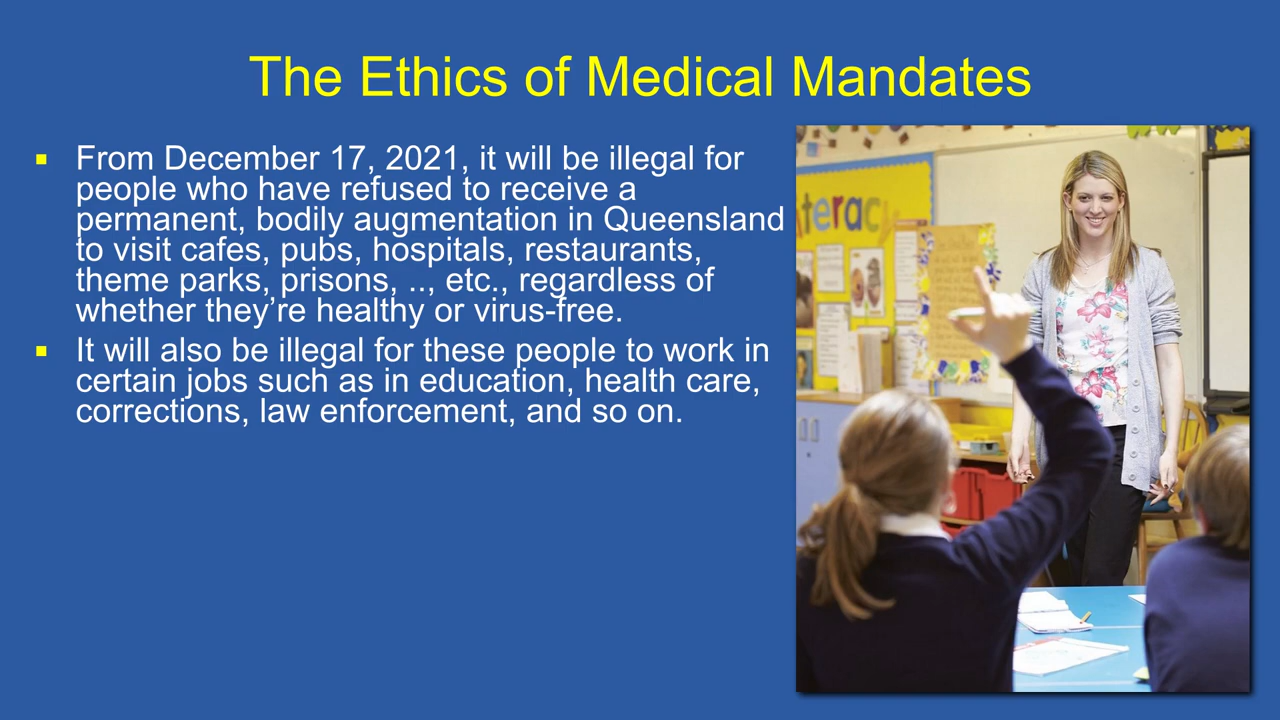 The Ethics of Medical Mandates
▪ From December 17, 2021, it will be illegal for
people who have refused to receive a
permanent, bodily augmentation in Queensland
to visit cafes, pubs, hospitals, restaurants,
theme parks, prisons, .., etc., regardless of
whether they’re healthy or virus-free.
▪ It will also be illegal for these people to work in
certain jobs such as in education, health care,
corrections, law enforcement, and so on.
teracy